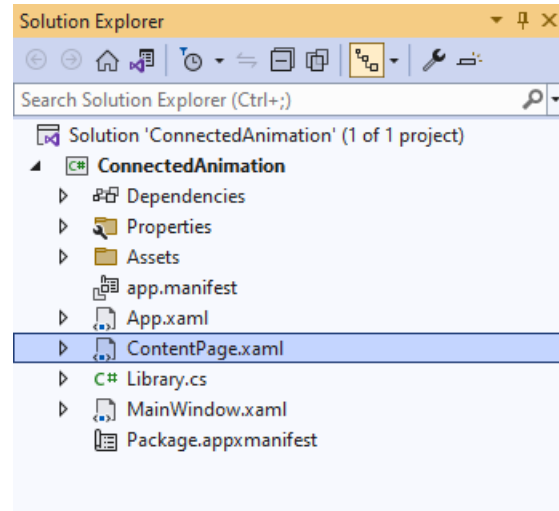 Solution Explorer
Search Solution Explorer (Ctrl+;)
Solution 'ConnectedAnimation' (1 of 1 project)
C# ConnectedAnimation
Dependencies
Properties
Assets
app.manifest
App.xaml
ContentPage.xaml
C# Library.cs
MainWindow.xaml
Package.appxmanifest